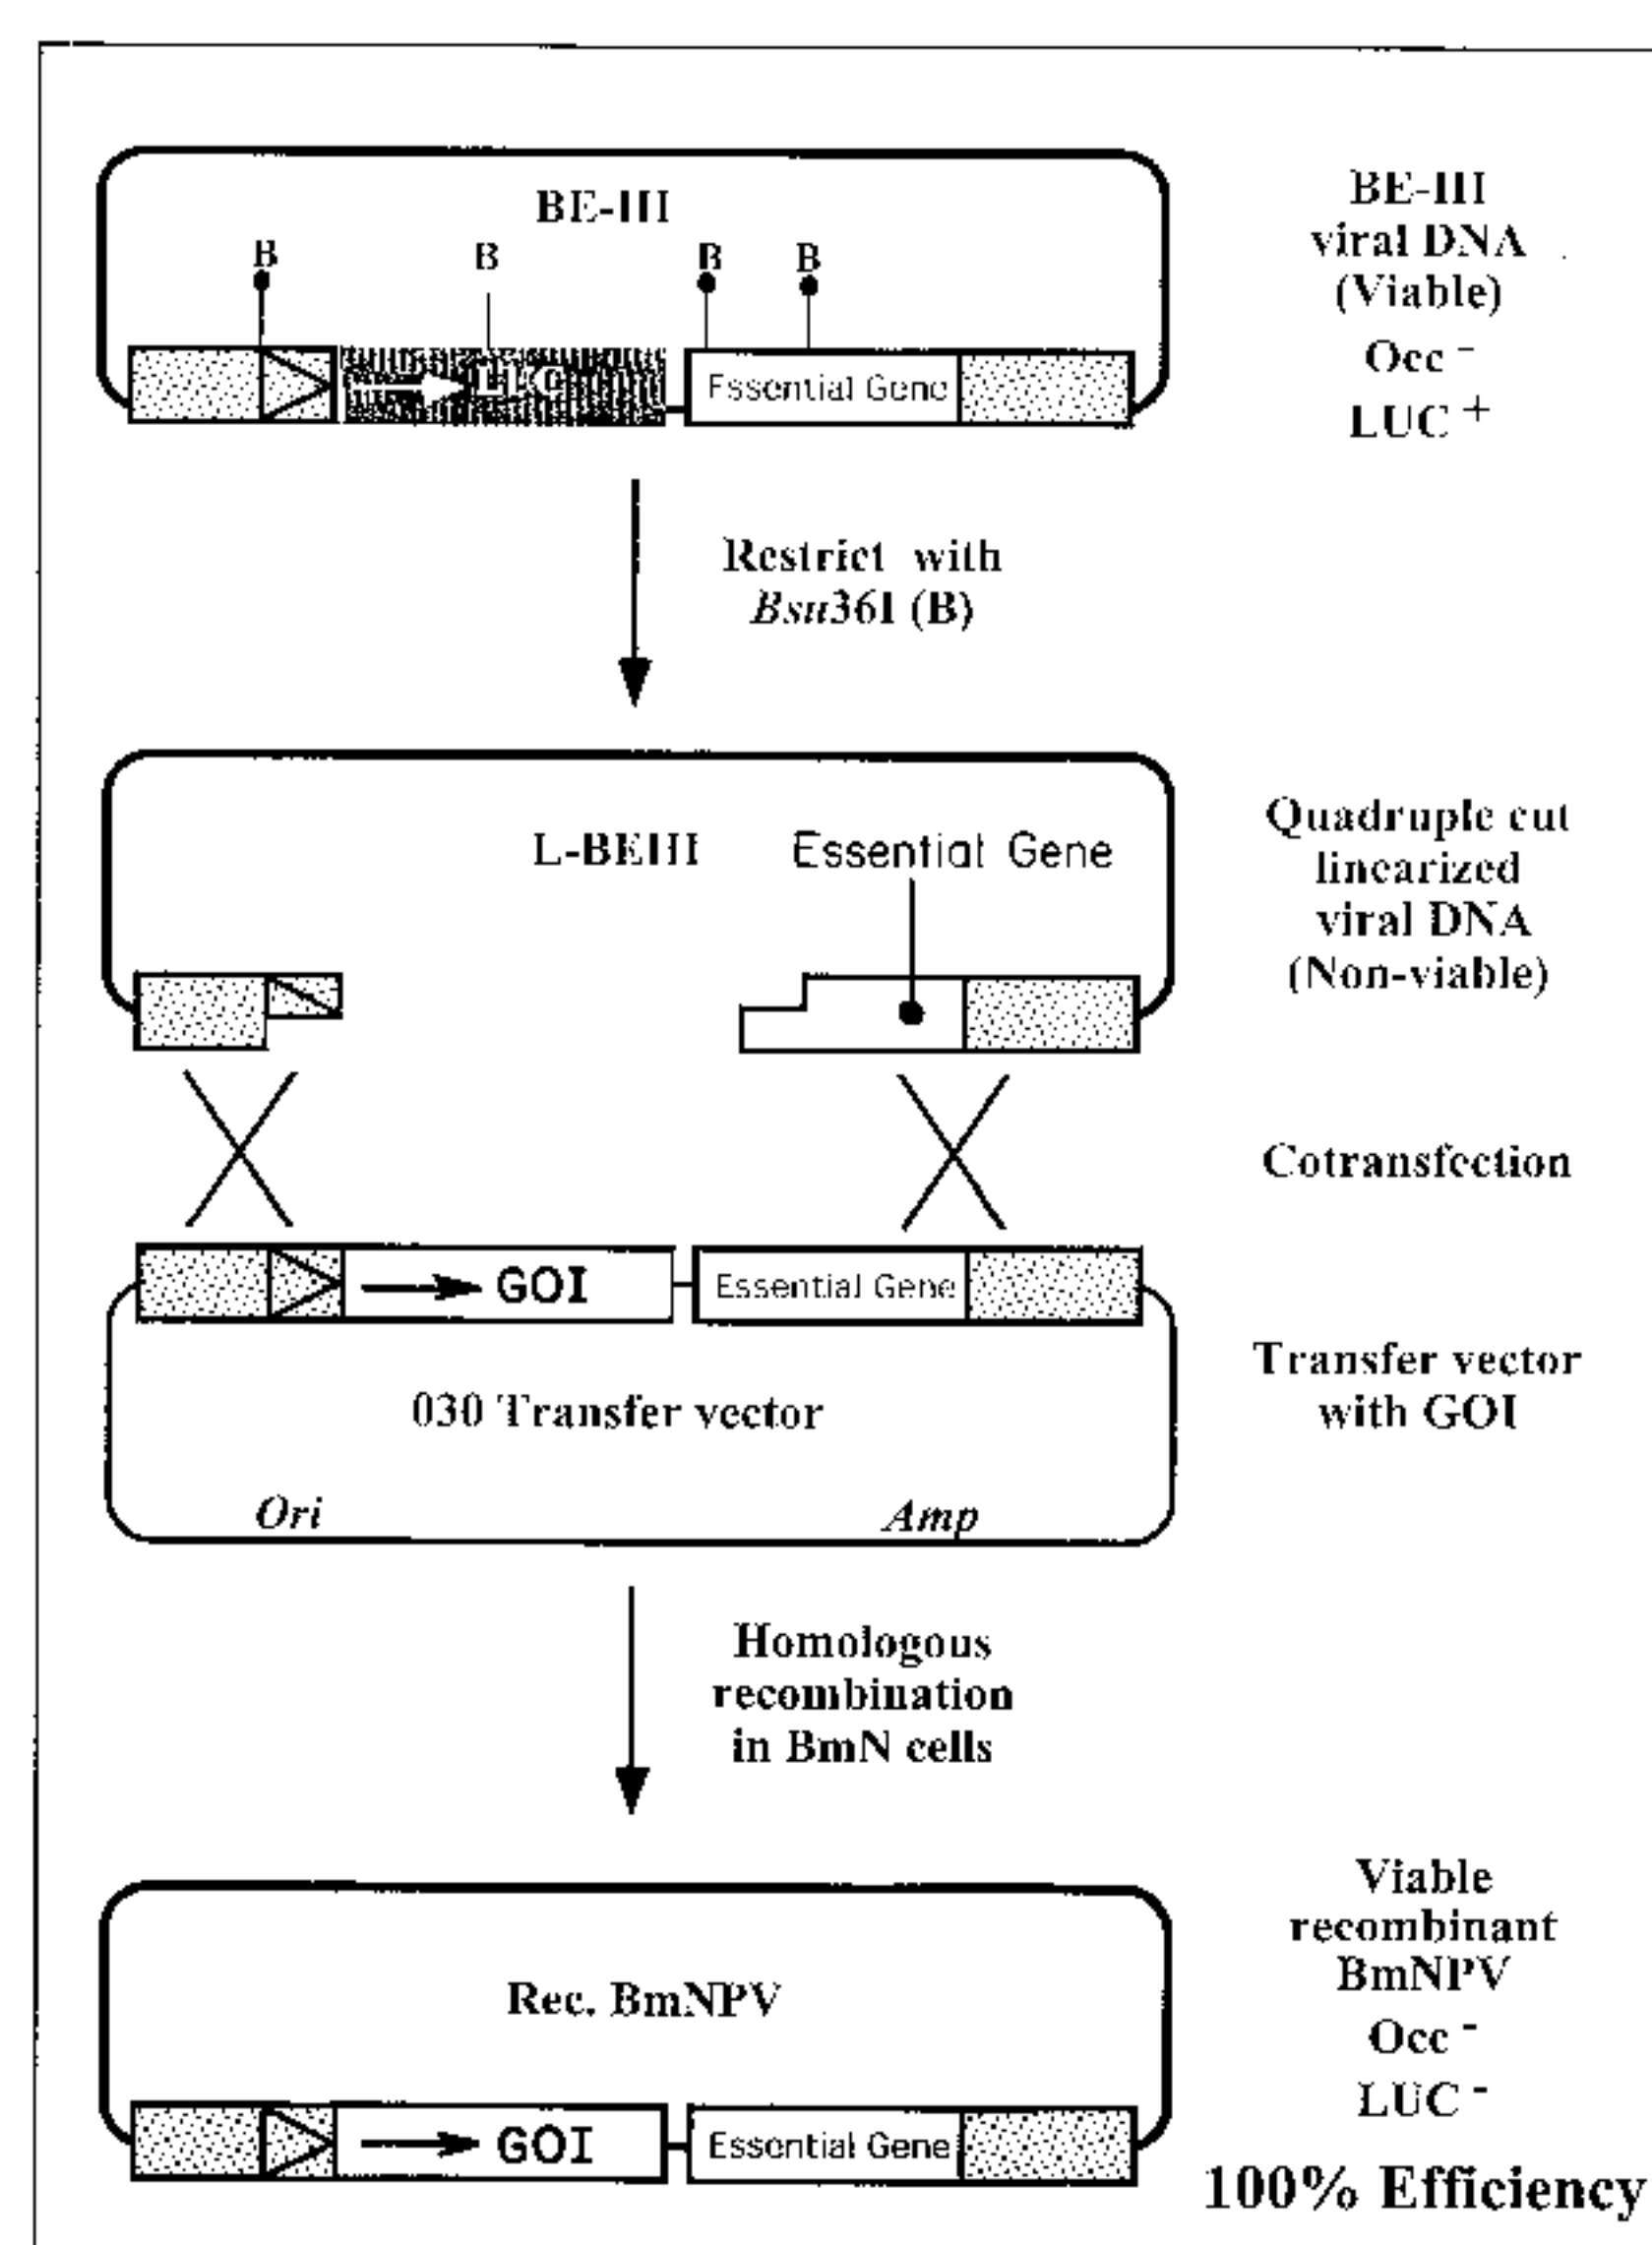 BE-III
B
B
B
B
Essential Gene
BE-III
viral DNA
(Viable)
Occ -
LUC +
Restrict with
Bsu36I (B)
L-BEIII
Essential Gene
Quadruple cut
linearized
viral DNA
(Non-viable)
Cotransfection
GOI
Essential Gene
030 Transfer vector
Ori
Amp
Transfer vector
with GOI
Homologous
recombination
in BmN cells
Rec. BmNPV
GOI
Essential Gene
Viable
recombinant
BmNPV
Occ -
LUC -
100% Efficiency